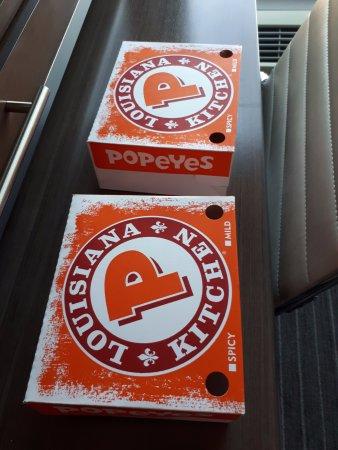 LOUISIANA
KITCHEN
P
MILD
SPICY
POPEYES
LOUISIANA
KITCHEN
P
MILD
SPICY
POPEYES